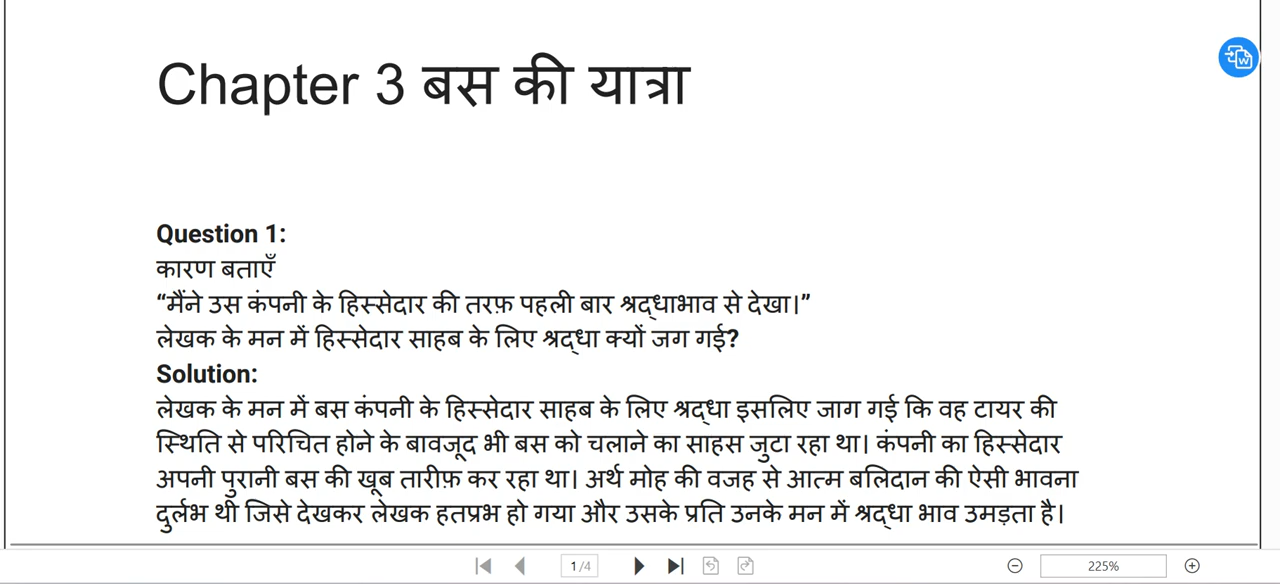 Chapter 3 बस की यात्रा
Question 1:
कारण बताएँ
“मैंने उस कंपनी के हिस्सेदार की तरफ़ पहली बार श्रद्धाभाव से देखा।”
लेखक के मन में हिस्सेदार साहब के लिए श्रद्धा क्यों जग गई?
Solution:
लेखक के मन में बस कंपनी के हिस्सेदार साहब के लिए श्रद्धा इसलिए जाग गई कि वह टायर की
स्थिति से परिचित होने के बावजूद भी बस को चलाने का साहस जुटा रहा था। कंपनी का हिस्सेदार
अपनी पुरानी बस की खूब तारीफ़ कर रहा था। अर्थ मोह की वजह से आत्म बलिदान की ऐसी भावना
दुर्लभ थी जिसे देखकर लेखक हतप्रभ हो गया और उसके प्रति उनके मन में श्रद्धा भाव उमड़ता है।
1/4
225%